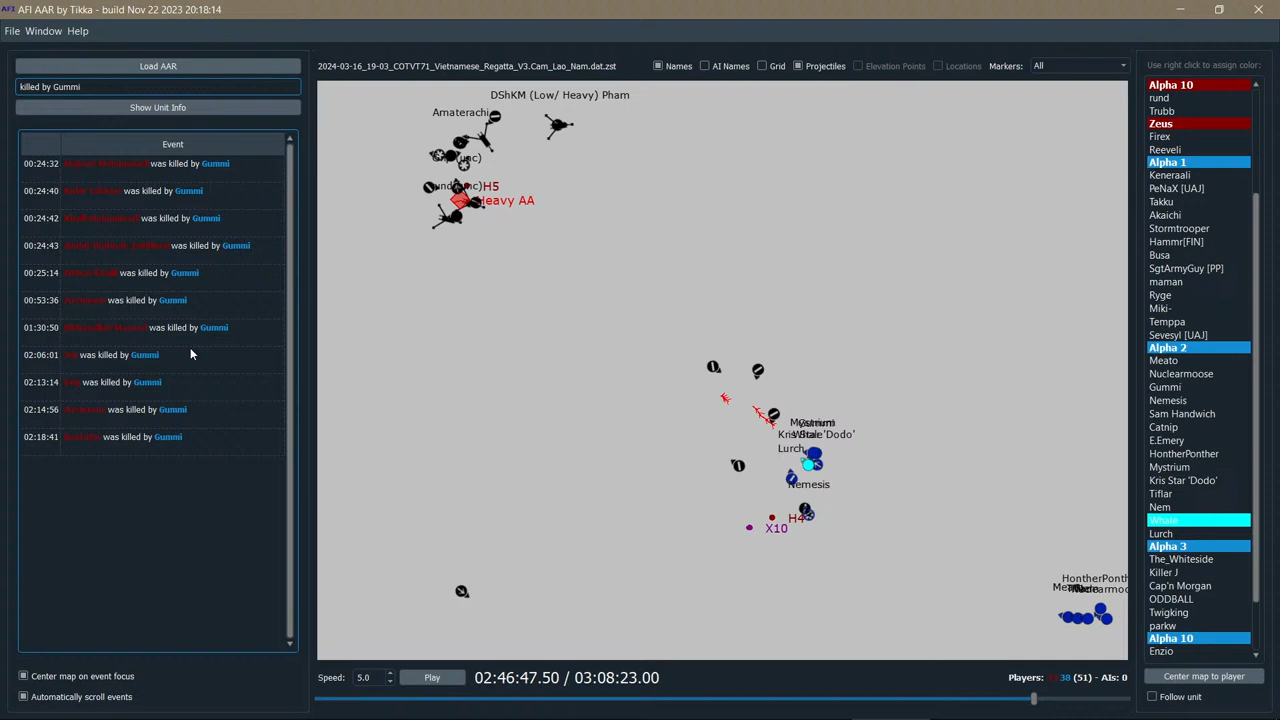 AFI AFI AAR by Tikka - build Nov 22 2023 20:18:14
File Window Help
Load AAR
killed by Gummi
Show Unit Info
Event
00:24:32 was killed by Gummi
00:24:40 was killed by Gummi
00:24:42 was killed by Gummi
00:24:43 was killed by Gummi
00:25:14 was killed by Gummi
00:53:36 was killed by Gummi
01:30:50 was killed by Gummi
02:06:01 was killed by Gummi
02:13:14 was killed by Gummi
02:14:56 was killed by Gummi
02:18:41 was killed by Gummi
Center map on event focus
Automatically scroll events
2024-03-16_19-03_COTVT71_Vietnamese_Regatta_V3.Cam_Lao_Nam.dat.zst
Names AI Names Grid Projectiles Elevation Points Locations Markers: All
DShKM (Low/ Heavy) Pham
Amaterachi
H5
Heavy AA
Mystrium
Kris Star 'Dodo'
Lurch
Nemesis
H4
X10
HontherPonth
Speed: 5.0 Play 02:46:47.50 / 03:08:23.00 Players: 38 (51) - AIs: 0
Use right click to assign color:
Alpha 10
rund
Trubb
Zeus
Firex
Reeveli
Alpha 1
Keneraali
PeNaX [UAJ]
Takku
Akaichi
Stormtrooper
Hammr[FIN]
Busa
SgtArmyGuy [PP]
maman
Ryge
Miki-
Temppa
Sevesyl [UAJ]
Alpha 2
Meato
Nuclearmoose
Gummi
Nemesis
Sam Handwich
Catnip
E.Emery
HontherPonther
Mystrium
Kris Star 'Dodo'
Tiflar
Nem
Whale
Lurch
Alpha 3
The_Whiteside
Killer J
Cap'n Morgan
ODDBALL
Twigking
parkw
Alpha 10
Enzio
Center map to player
Follow unit